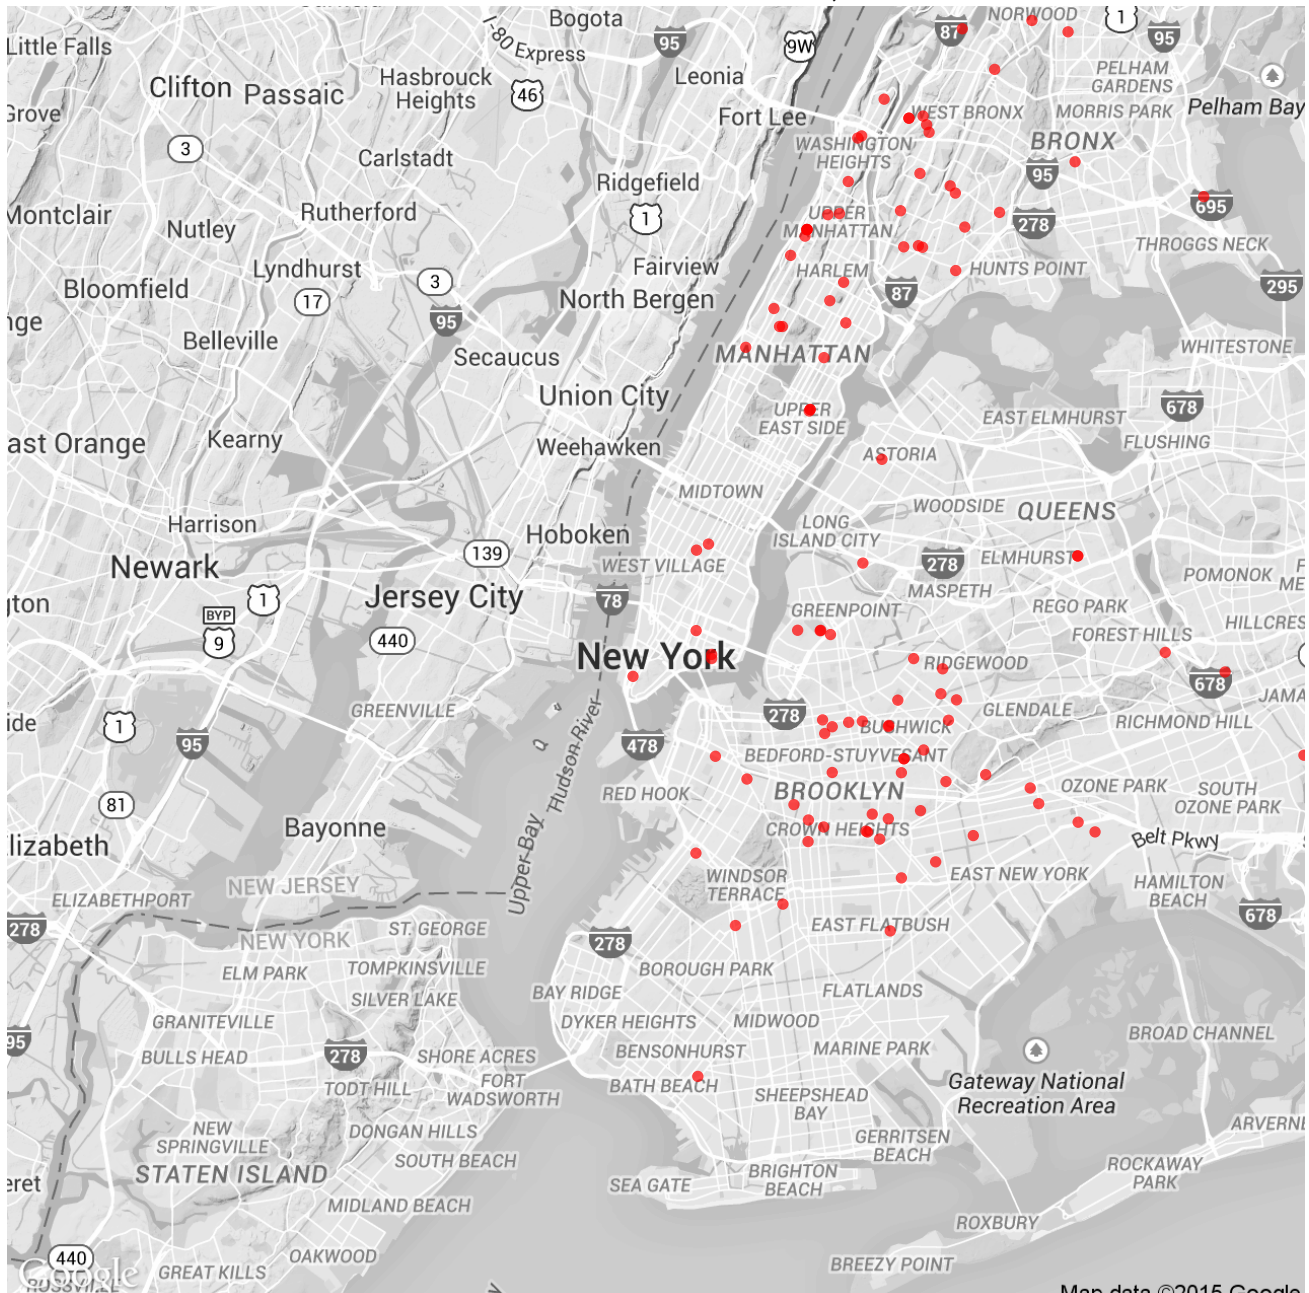 NORWOOD
Bogota
1
87
95
95
9W
I-80 Express
Little Falls
Hasbrouck
Heights
Leonia
PELHAM
GARDENS
Clifton
Passaic
46
Pelham Bay
Fort Lee
WEST BRONX
MORRIS PARK
3
WASHINGTON
HEIGHTS
BRONX
Carlstadt
95
Ridgefield
Montclair
Rutherford
1
UPPER
MANHATTAN
695
278
Nutley
THROGGS NECK
Lyndhurst
Fairview
HARLEM
HUNTS POINT
3
Bloomfield
17
North Bergen
87
295
95
Belleville
Secaucus
MANHATTAN
WHITESTONE
Union City
UPPER
EAST SIDE
678
EAST ELMHURST
ast Orange
Kearny
Weehawken
ASTORIA
FLUSHING
MIDTOWN
WOODSIDE
QUEENS
Harrison
Hoboken
LONG
ISLAND CITY
139
Newark
WEST VILLAGE
278
ELMHURST
POMONOK
MASPETH
1
Jersey City
78
GREENPOINT
REGO PARK
BYP
9
440
FOREST HILLS
HILLCRES
New York
RIDGEWOOD
678
GREENVILLE
278
GLENDALE
JAMA
1
95
478
BUSHWICK
RICHMOND HILL
Hudson River
BEDFORD-STUYVESANT
81
RED HOOK
BROOKLYN
OZONE PARK
SOUTH
OZONE PARK
Bayonne
CROWN HEIGHTS
Belt Pkwy
lizabeth
Upper Bay
NEW JERSEY
WINDSOR
TERRACE
EAST NEW YORK
HAMILTON
BEACH
ELIZABETHPORT
278
NEW YORK
ST. GEORGE
278
EAST FLATBUSH
678
ELM PARK
TOMPKINSVILLE
BOROUGH PARK
SILVER LAKE
BAY RIDGE
FLATLANDS
GRANITEVILLE
DYKER HEIGHTS
MIDWOOD
BROAD CHANNEL
95
BULLS HEAD
278
SHORE ACRES
BENSONHURST
MARINE PARK
TODT HILL
FORT
WADSWORTH
BATH BEACH
Gateway National
Recreation Area
SHEEPSHEAD
BAY
NEW
SPRINGVILLE
DONGAN HILLS
GERRITSEN
BEACH
ARVERNE
STATEN ISLAND
SOUTH BEACH
BRIGHTON
BEACH
ROCKAWAY
PARK
SEA GATE
MIDLAND BEACH
ROXBURY
440
OAKWOOD
BREEZY POINT
Google
GREAT KILLS
Map data ©2015 Google